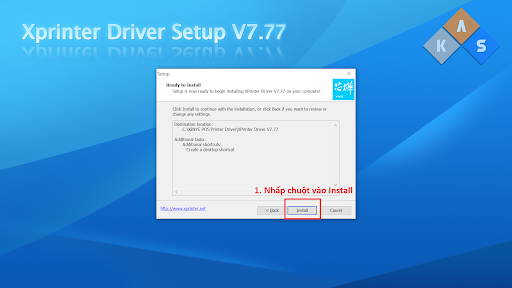 Xprinter Driver Setup V7.77
K A S
Setup
Ready to Install
Setup is now ready to begin installing XPrinter Driver V7.77 on your computer.
芯烨
Click Install to continue with the installation, or click Back if you want to review or
change any settings.
Destination location:
C:\XINYE POS Printer Driver\XPrinter Driver V7.77
Additional tasks:
Additional shortcuts:
Create a desktop shortcut
1. Nhấp chuột vào Install
http://www.xprinter.net
< Back
Install
Cancel